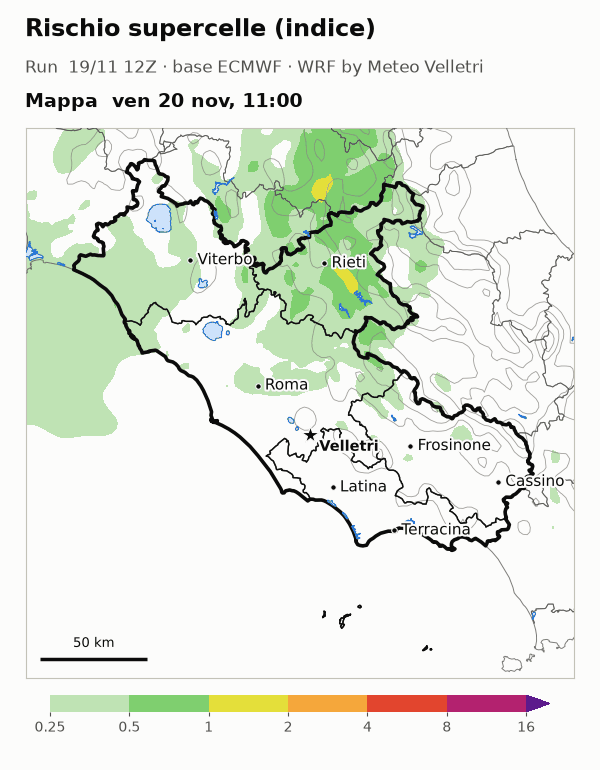 Rischio supercelle (indice)
Run  19/11 12Z · base ECMWF · WRF by Meteo Velletri
Mappa  ven 20 nov, 11:00
Viterbo
Rieti
Roma
Velletri
Frosinone
Latina
Cassino
Terracina
50 km
0.25 0.5 1 2 4 8 16